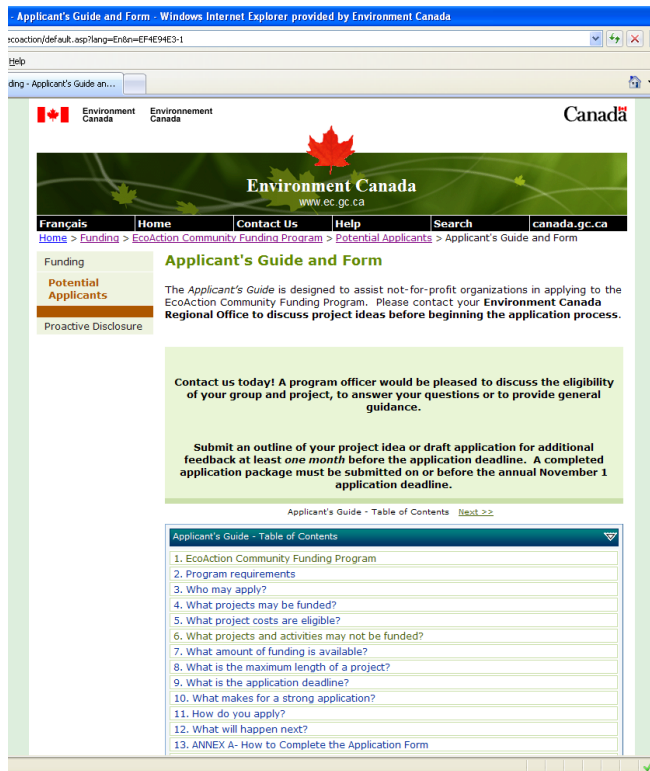 - Applicant's Guide and Form - Windows Internet Explorer provided by Environment Canada
ecoaction/default.asp?lang=En&n=EF4E94E3-1
Help
ding - Applicant's Guide an...
Environment Environnement
Canada Canada
Canada
Environment Canada
www.ec.gc.ca
Français Home Contact Us Help Search canada.gc.ca
Home > Funding > EcoAction Community Funding Program > Potential Applicants > Applicant's Guide and Form
Funding
Potential
Applicants
Proactive Disclosure
Applicant's Guide and Form
The Applicant's Guide is designed to assist not-for-profit organizations in applying to the
EcoAction Community Funding Program. Please contact your Environment Canada
Regional Office to discuss project ideas before beginning the application process.
Contact us today! A program officer would be pleased to discuss the eligibility
of your group and project, to answer your questions or to provide general
guidance.
Submit an outline of your project idea or draft application for additional
feedback at least one month before the application deadline. A completed
application package must be submitted on or before the annual November 1
application deadline.
Applicant's Guide - Table of Contents Next >>
Applicant's Guide - Table of Contents
1. EcoAction Community Funding Program
2. Program requirements
3. Who may apply?
4. What projects may be funded?
5. What project costs are eligible?
6. What projects and activities may not be funded?
7. What amount of funding is available?
8. What is the maximum length of a project?
9. What is the application deadline?
10. What makes for a strong application?
11. How do you apply?
12. What will happen next?
13. ANNEX A- How to Complete the Application Form